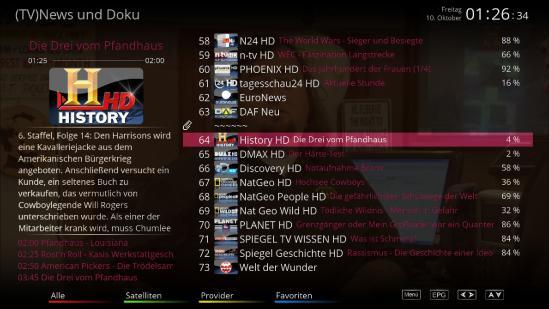 (TV)News und Doku
Freitag
10. Oktober
01:26:34
Die Drei vom Pfandhaus
01:25 02:00
H HD
HISTORY
6. Staffel, Folge 14: Den Harrisons wird
eine Kavalleriejacke aus dem
Amerikanischen Bürgerkrieg
angeboten. Anschließend versucht ein
Kunde, ein seltenes Buch zu
verkaufen, das vermutlich von
Cowboylegende Will Rogers
unterschrieben wurde. Als einer der
Mitarbeiter krank wird, muss Chumlee
02:00 Pawnshop - Louisiana
02:25 Rost'n'Roll - Kasis Werkstattgesch
02:50 American Pickers - Die Trödelsam
03:45 Die Drei vom Pfandhaus
58 N24 HD The World Wars - Sieger und Besiegte 88 %
59 n-tv HD WEC - Faszination Langstrecke 66 %
60 PHOENIX HD Das Jahrhundert der Frauen (1/4) 92 %
61 tagesschau24 HD Aktuelle Stunde 16 %
62 EuroNews
63 DAF Neu
~~~~~~
64 History HD Die Drei vom Pfandhaus 4 %
65 DMAX HD Der Härte-Test 2 %
66 Discovery HD Notaufnahme 58 %
67 NatGeo HD Hochsee Cowboys 36 %
68 NatGeo People HD Die gefährlichsten Schulwege der Welt 69 %
69 Nat Geo Wild HD Tödliche Wildnis - Mensch in Gefahr 32 %
70 PLANET HD Grenzgänger oder Mein Großvater war ein Quanten 86 %
71 SPIEGEL TV WISSEN HD Was ist Schmerz? 84 %
72 Spiegel Geschichte HD Rassismus - Die Geschichte einer Idee 84 %
73 Welt der Wunder
Alle Satelliten Provider Favoriten Menü EPG